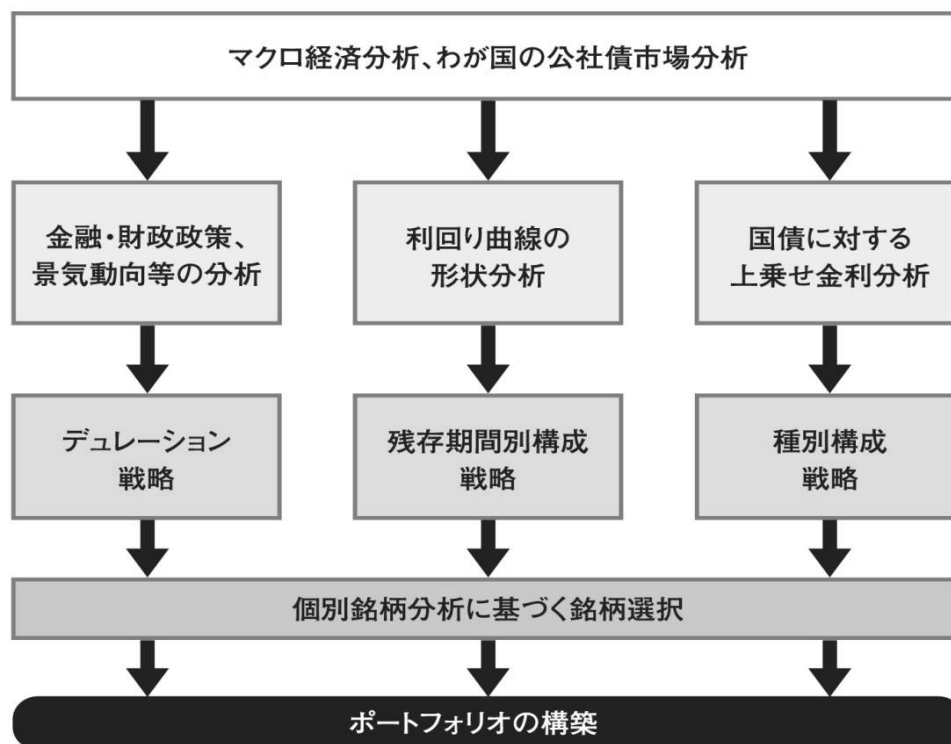 マクロ経済分析、わが国の公社債市場分析
金融・財政政策、
景気動向等の分析
利回り曲線の
形状分析
国債に対する
上乗せ金利分析
デュレーション
戦略
残存期間別構成
戦略
種別構成
戦略
個別銘柄分析に基づく銘柄選択
ポートフォリオの構築